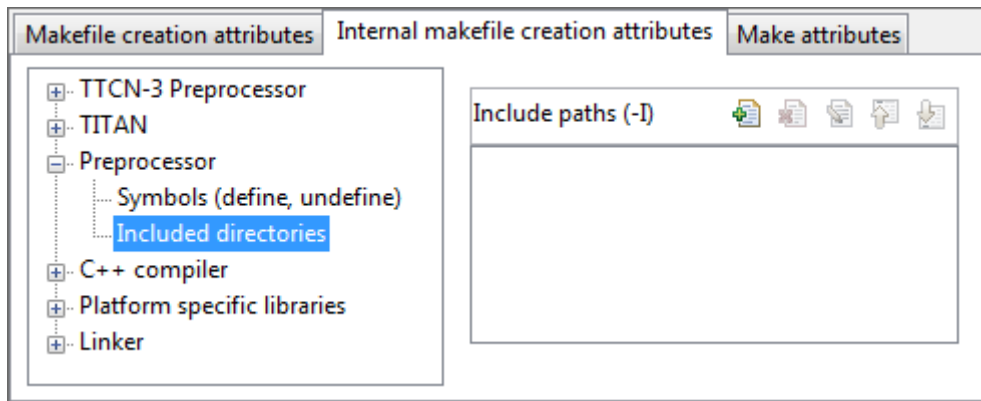 Makefile creation attributes
Internal makefile creation attributes
Make attributes
TTCN-3 Preprocessor
TITAN
Preprocessor
Symbols (define, undefine)
Included directories
C++ compiler
Platform specific libraries
Linker
Include paths (-I)